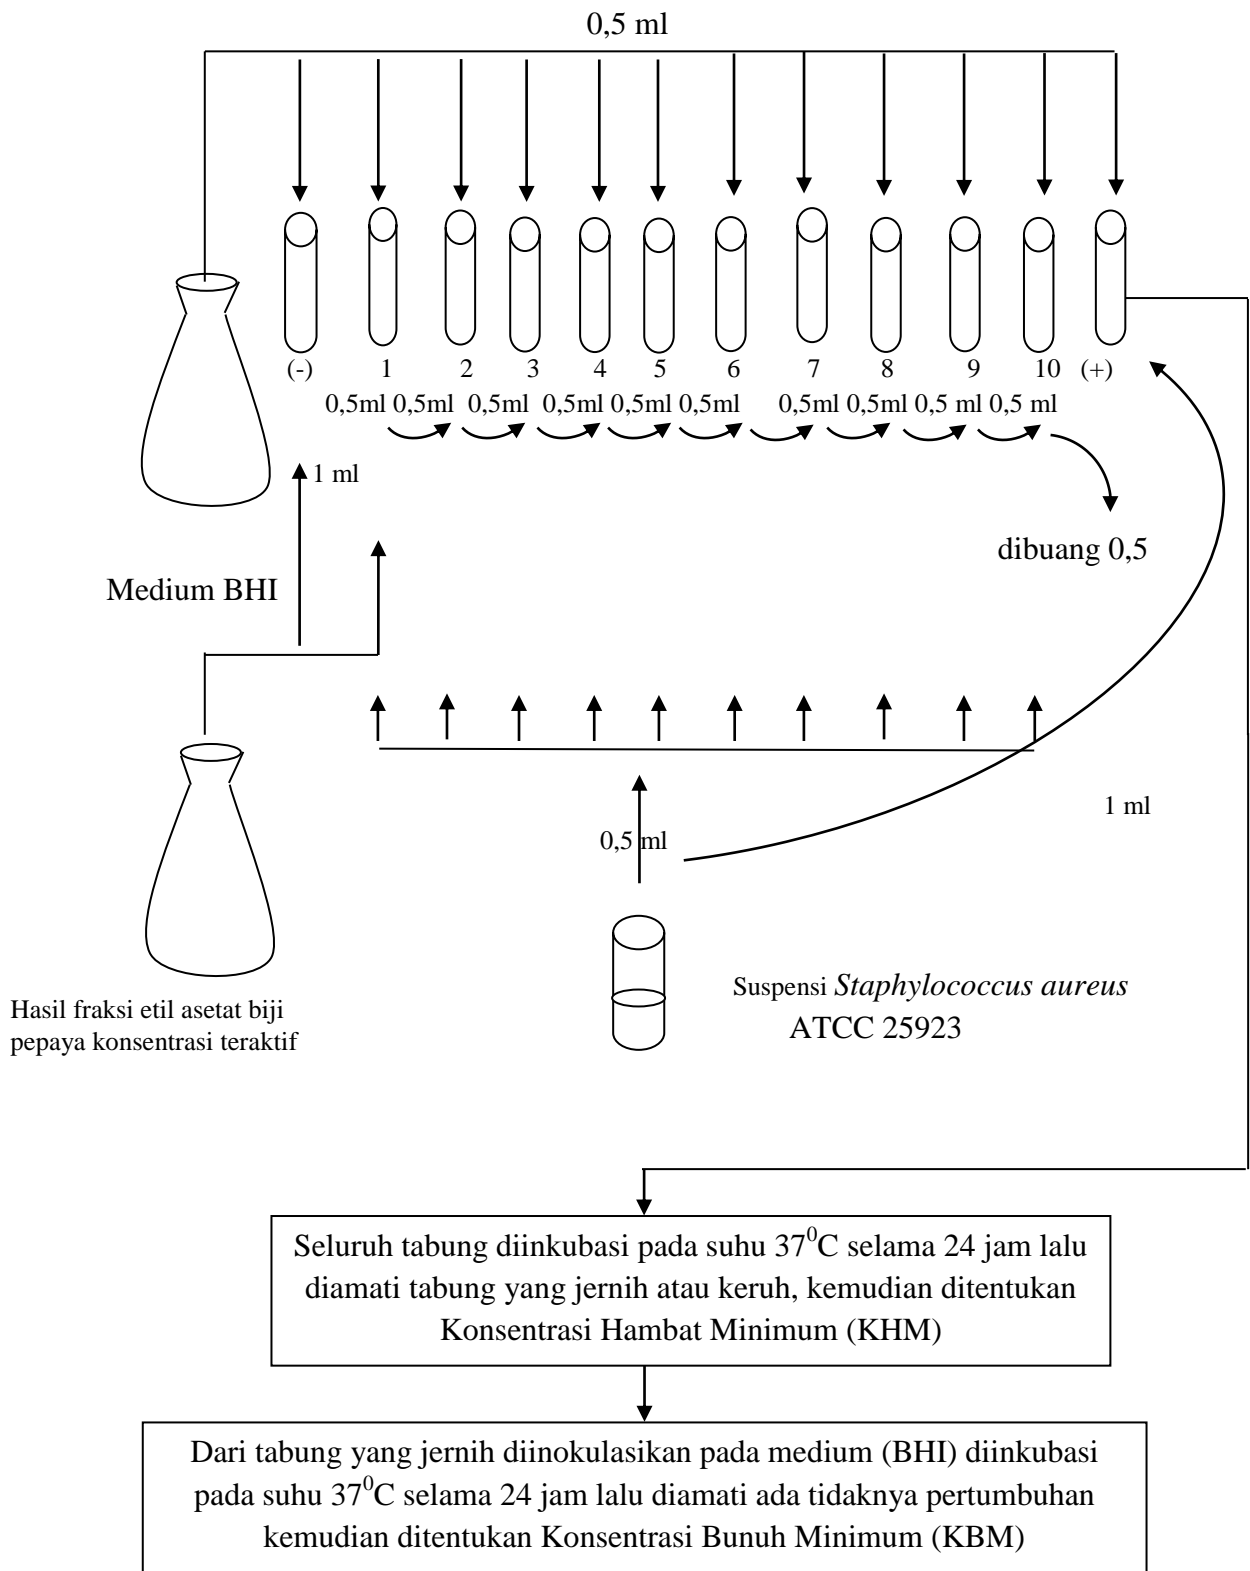 0,5 ml
(-) 1 2 3 4 5 6 7 8 9 10 (+)
0,5ml 0,5ml 0,5ml 0,5ml 0,5ml 0,5ml 0,5ml 0,5ml 0,5 ml 0,5 ml
1 ml
dibuang 0,5
Medium BHI
1 ml
0,5 ml
Suspensi Staphylococcus aureus
ATCC 25923
Hasil fraksi etil asetat biji
pepaya konsentrasi teraktif
Seluruh tabung diinkubasi pada suhu 37⁰C selama 24 jam lalu
diamati tabung yang jernih atau keruh, kemudian ditentukan
Konsentrasi Hambat Minimum (KHM)
Dari tabung yang jernih diinokulasikan pada medium (BHI) diinkubasi
pada suhu 37⁰C selama 24 jam lalu diamati ada tidaknya pertumbuhan
kemudian ditentukan Konsentrasi Bunuh Minimum (KBM)